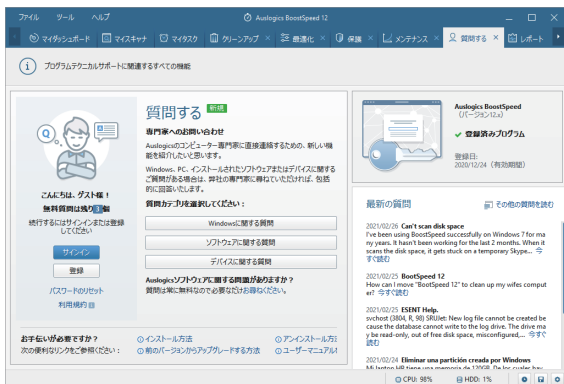 ファイル ツール ヘルプ
Auslogics BoostSpeed 12
マイダッシュボード マイスキャナ マイタスク クリーンアップ 最適化 保護 メンテナンス 質問する レポート
プログラムテクニカルサポートに関連するすべての機能
こんにちは、ゲスト様！
無料質問は残り1個
続行するにはサインインまたは登録
してください
サインイン
登録
パスワードのリセット
利用規約
質問する 新規
専門家へのお問い合わせ
Auslogicsのコンピューター専門家に直接連絡するための、新しい機
能を紹介したいと思います。
Windows、PC、インストールされたソフトウェアまたはデバイスに関する
ご質問がある場合は、弊社の専門家に尋ねていただければ、包括
的に回答いたします。
質問カテゴリを選択してください：
Windowsに関する質問
ソフトウェアに関する質問
デバイスに関する質問
Auslogicsソフトウェアに関する問題がありますか？
質問は常に無料なので必要なだけお尋ねください。
お手伝いが必要ですか？
次の便利なリンクをご参照ください：
インストール方法
前のバージョンからアップグレードする方法
アンインストール方
ユーザーマニュアル
Auslogics BoostSpeed
(バージョン12.x)
登録済みプログラム
登録日:
2020/12/24（有効期間）
最新の質問 その他の質問を読む
2021/02/26 Can't scan disk space
I've been using BoostSpeed successfully on Windows 7 for ma
ny years. It hasn't been working for the last 2 months. When it
scans the disk space, it gets stuck on a temporary Skype... 今
すぐ読む
2021/02/25 BootSpeed 12
How can I move "BootSpeed 12" to clean up my wifes comput
er? 今すぐ読む
2021/02/25 ESENT Help.
svchost (3804, R, 98) SRUJet: New log file cannot be created be
cause the database cannot write to the log drive. The drive ma
y be read-only, out of free disk space, misconfigured,... 今すぐ
読む
2021/02/24 Eliminar una partición creada por Windows
CPU: 98% HDD: 1%